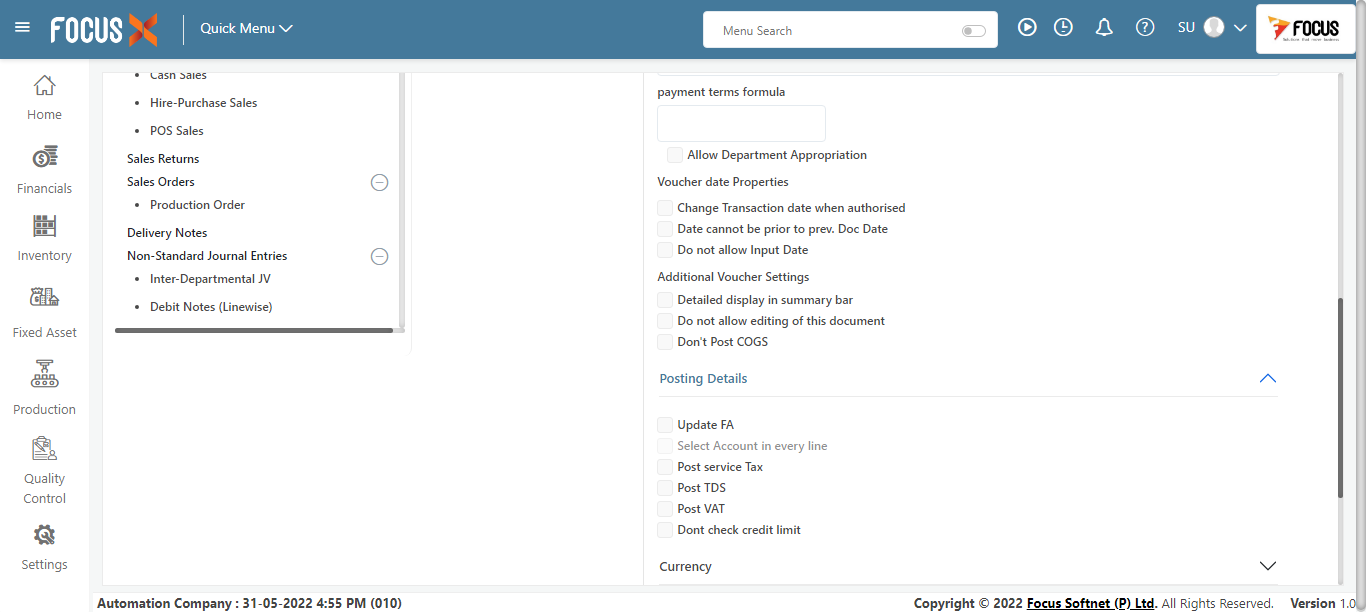 FOCUS X
Quick Menu
Menu Search
SU
FOCUS
Home
Financials
Inventory
Fixed Asset
Production
Quality
Control
Settings
Cash Sales
Hire-Purchase Sales
POS Sales
Sales Returns
Sales Orders
Production Order
Delivery Notes
Non-Standard Journal Entries
Inter-Departmental JV
Debit Notes (Linewise)
payment terms formula
Allow Department Appropriation
Voucher date Properties
Change Transaction date when authorised
Date cannot be prior to prev. Doc Date
Do not allow Input Date
Additional Voucher Settings
Detailed display in summary bar
Do not allow editing of this document
Don't Post COGS
Posting Details
Update FA
Select Account in every line
Post service Tax
Post TDS
Post VAT
Dont check credit limit
Currency
Automation Company : 31-05-2022 4:55 PM (010)
Copyright © 2022 Focus Softnet (P) Ltd. All Rights Reserved. Version 1.0